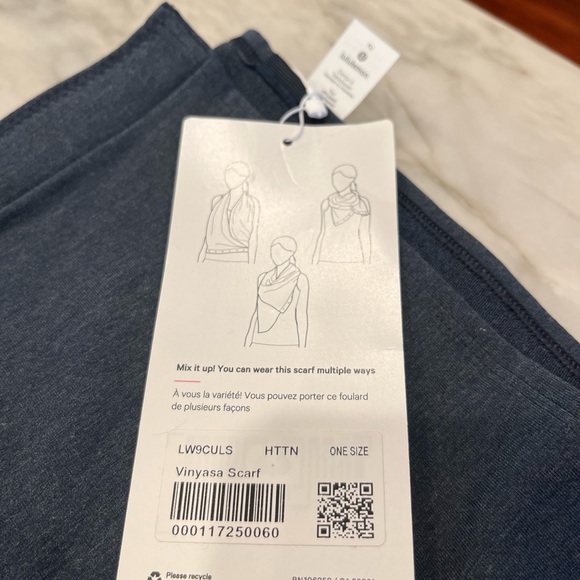 lululemon
Mix it up! You can wear this scarf multiple ways
À vous la variété! Vous pouvez porter ce foulard
de plusieurs façons
LW9CULS HTTN ONE SIZE
Vinyasa Scarf
000117250060
Please recycle